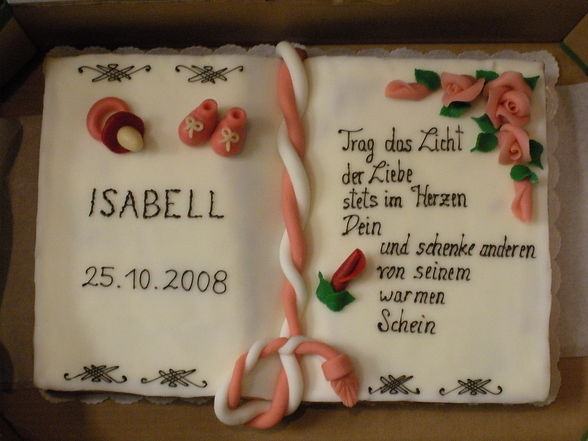 ISABELL
25.10.2008
Trag das Licht
der Liebe
stets im Herzen
Dein
und schenke anderen
von seinem
warmen
Schein